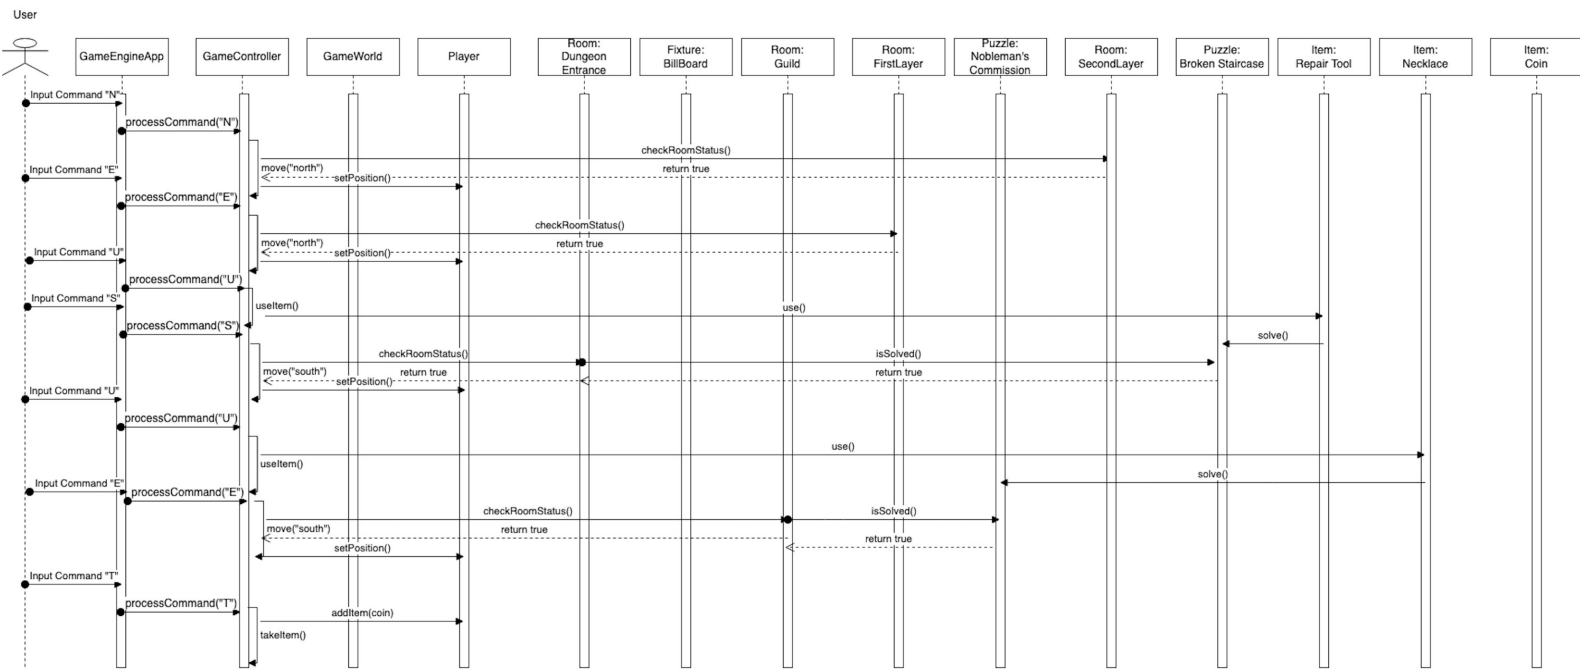 User
GameEngineApp
GameController
GameWorld
Player
Room:
Dungeon
Entrance
Fixture:
BillBoard
Room:
Guild
Room:
FirstLayer
Puzzle:
Nobleman's
Commission
Room:
SecondLayer
Puzzle:
Broken Staircase
Item:
Repair Tool
Item:
Necklace
Item:
Coin
Input Command "N"
processCommand("N")
checkRoomStatus()
Input Command "E"
move("north")
return true
setPosition()
processCommand("E")
checkRoomStatus()
move("north")
return true
Input Command "U"
setPosition()
processCommand("U")
Input Command "S"
useItem()
use()
processCommand("S")
solve()
checkRoomStatus()
isSolved()
move("south")
return true
return true
setPosition()
Input Command "U"
processCommand("U")
use()
useItem()
solve()
Input Command "E"
processCommand("E")
checkRoomStatus()
isSolved()
move("south")
return true
return true
setPosition()
Input Command "T"
processCommand("T")
addItem(coin)
takeItem()